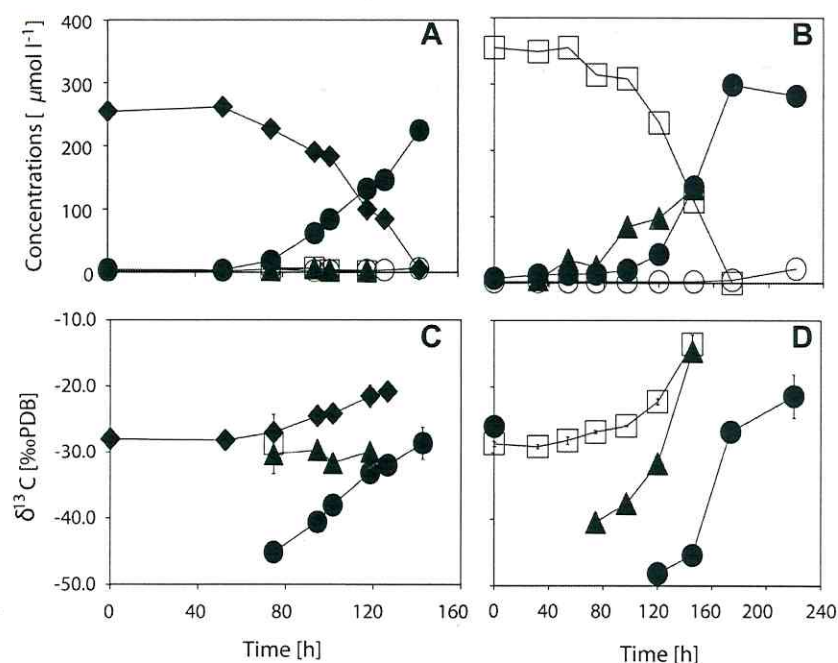 Concentrations [ μmol l⁻¹]
400
300
200
100
0
A
B
-10.0
-20.0
-30.0
-40.0
-50.0
δ¹³ C [‰PDB]
C
D
0 40 80 120 160
0 40 80 120 160 200 240
Time [h]
Time [h]